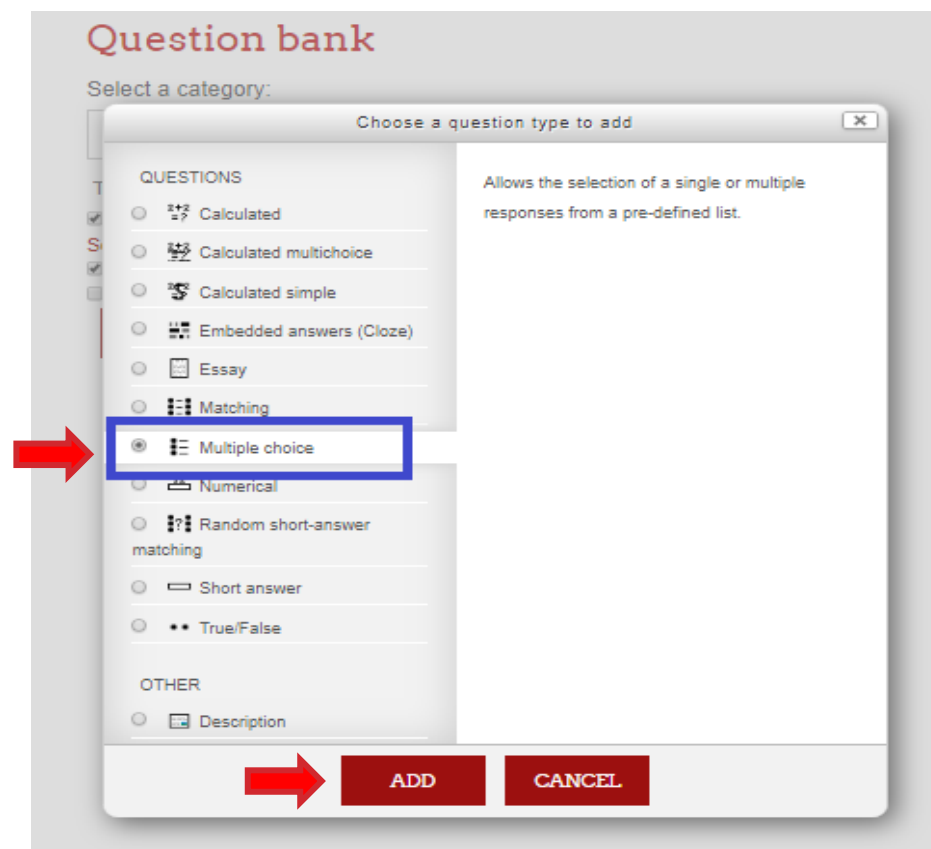 Question bank
Select a category:
Choose a question type to add
QUESTIONS
Calculated
Calculated multichoice
Calculated simple
Embedded answers (Cloze)
Essay
Matching
Multiple choice
Numerical
Random short-answer
matching
Short answer
True/False
OTHER
Description
Allows the selection of a single or multiple
responses from a pre-defined list.
ADD
CANCEL